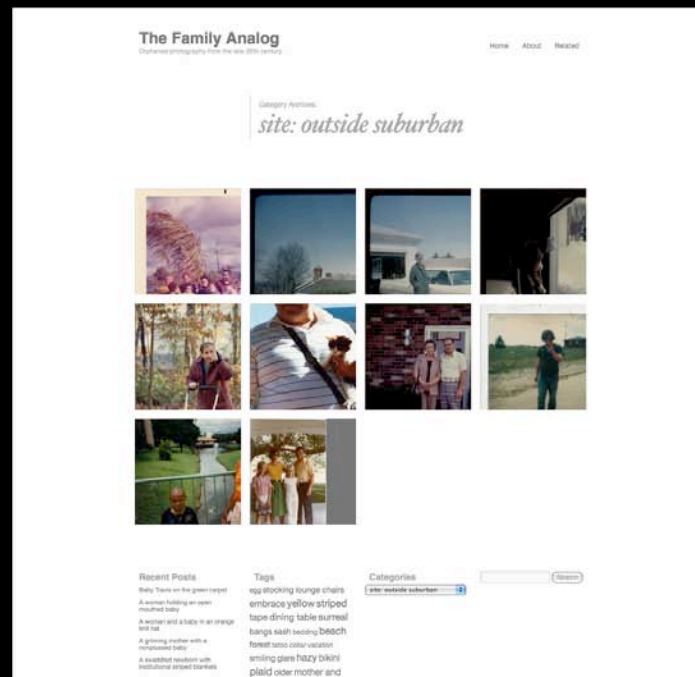 The Family Analog
Orphaned photography from the late 20th century
Home About Related
Category Archives:
site: outside suburban
Recent Posts
Baby Travis on the green carpet
A woman holding an open
mouthed baby
A woman and a baby in an orange
knit hat
A grinning mother with a
nonplussed baby
A swaddled newborn with
institutional striped blankets
Tags
egg stocking lounge chairs
embrace yellow striped
tape dining table surreal
bangs sash bedding beach
forest tattoo collar vacation
smiling glare hazy bikini
plaid older mother and
Categories
site: outside suburban
Search